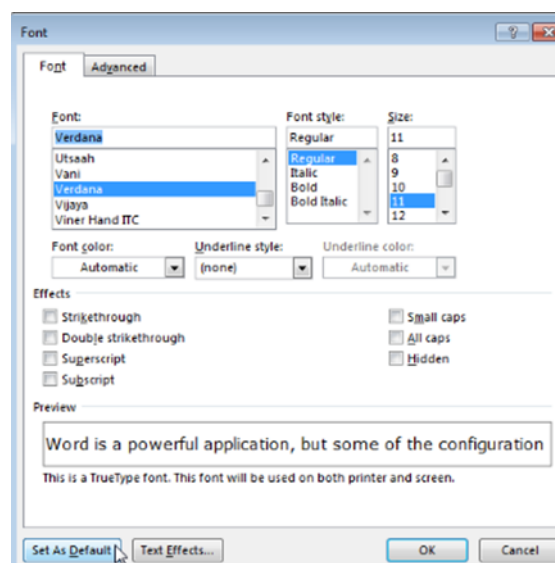 Font
Font Advanced
Font: Font style: Size:
Verdana Regular 11
Utsaah Regular 8
Vani Italic 9
Verdana Bold 10
Vijaya Bold Italic 11
Viner Hand ITC 12
Font color: Underline style: Underline color:
Automatic (none) Automatic
Effects
Strikethrough Small caps
Double strikethrough All caps
Superscript Hidden
Subscript
Preview
Word is a powerful application, but some of the configuration
This is a TrueType font. This font will be used on both printer and screen.
Set As Default Text Effects... OK Cancel